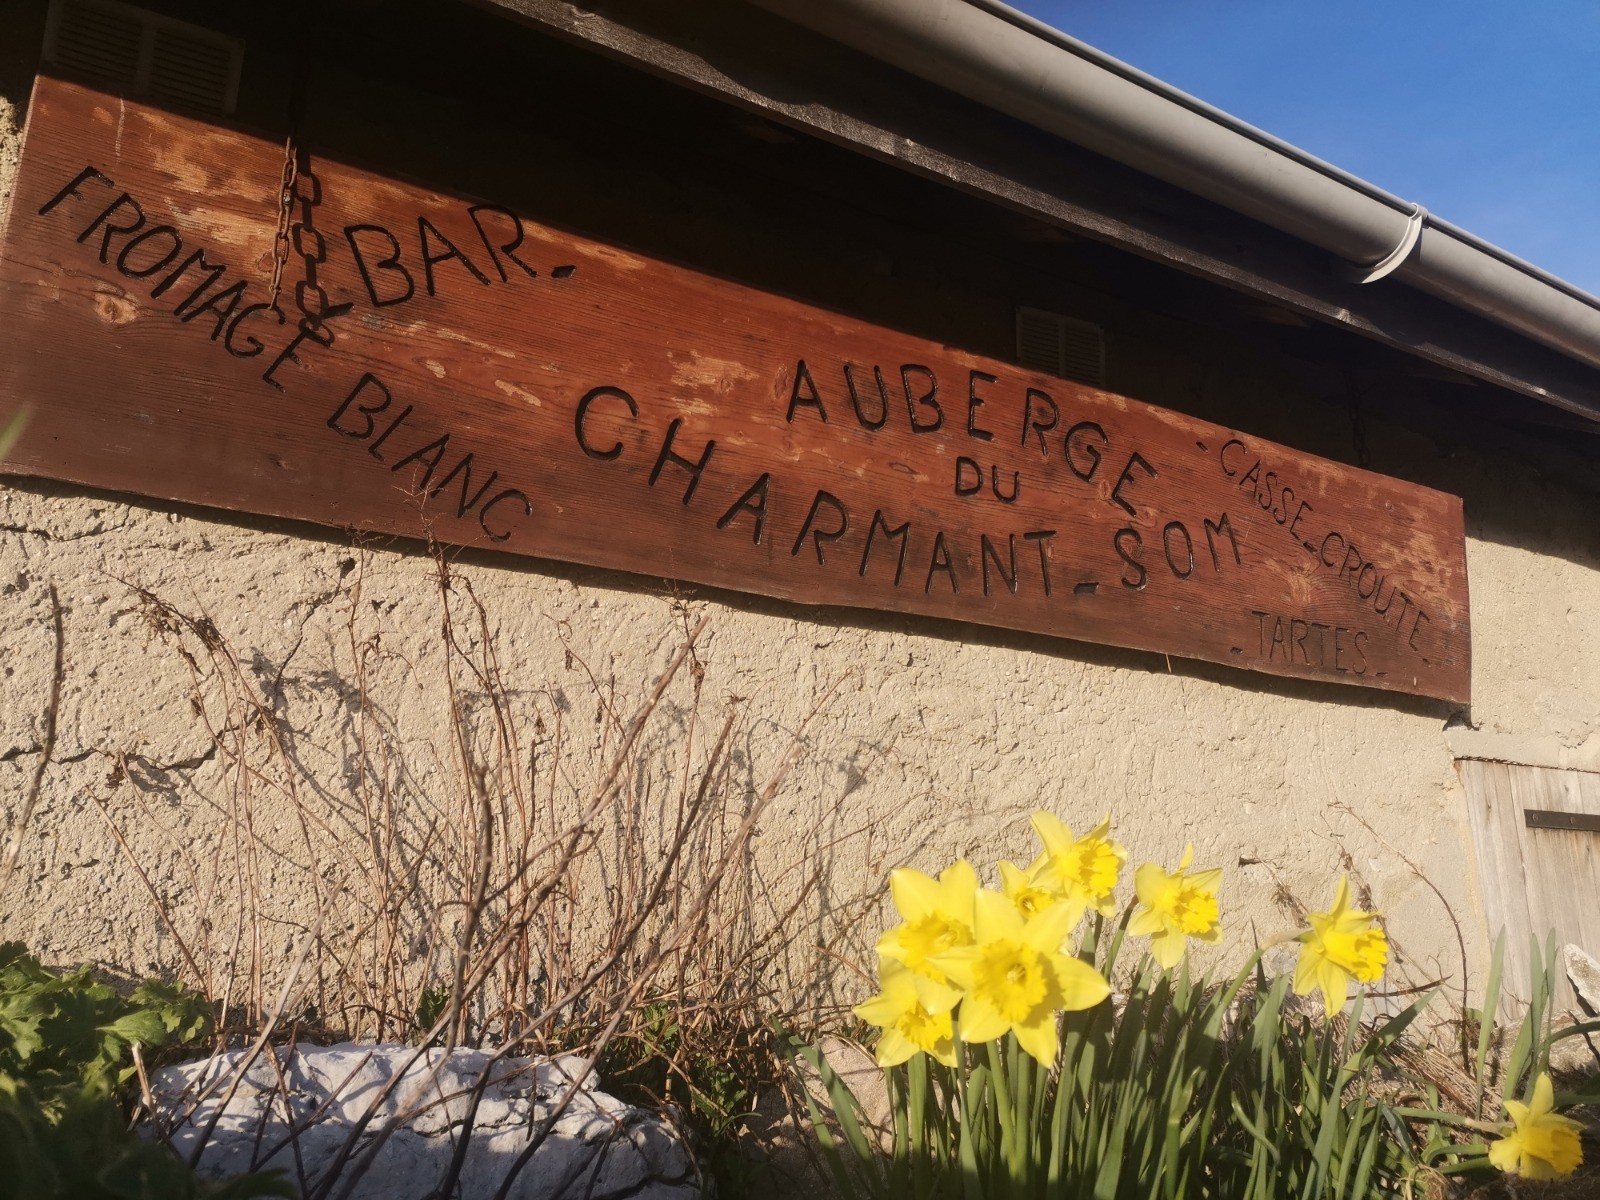 BAR -
FROMAGE BLANC
AUBERGE
DU
CHARMANT - SOM
- CASSE - CROUTE -
- TARTES -